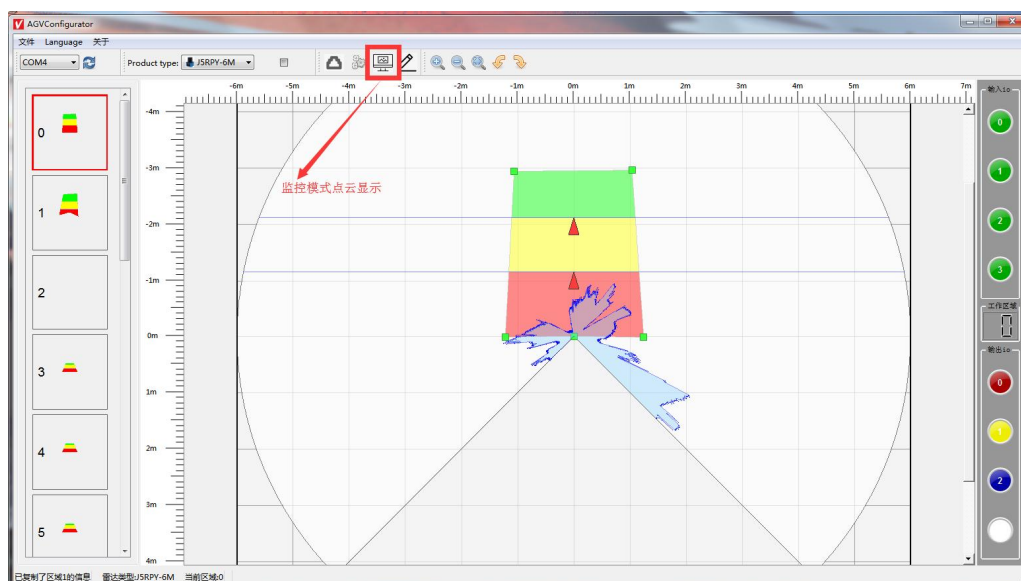 AGVConfigurator
文件 Language 关于
COM4 Product type: J5RPY-6M
-6m -5m -4m -3m -2m -1m 0m 1m 2m 3m 4m 5m 6m 7m
-4m
-3m
-2m
-1m
0m
1m
2m
3m
4m
监控模式点云显示
0
1
2
3
4
5
输入io
0
1
2
3
工作区域
0
输出io
0
1
2
已复制了区域1的信息 雷达类型:J5RPY-6M 当前区域:0